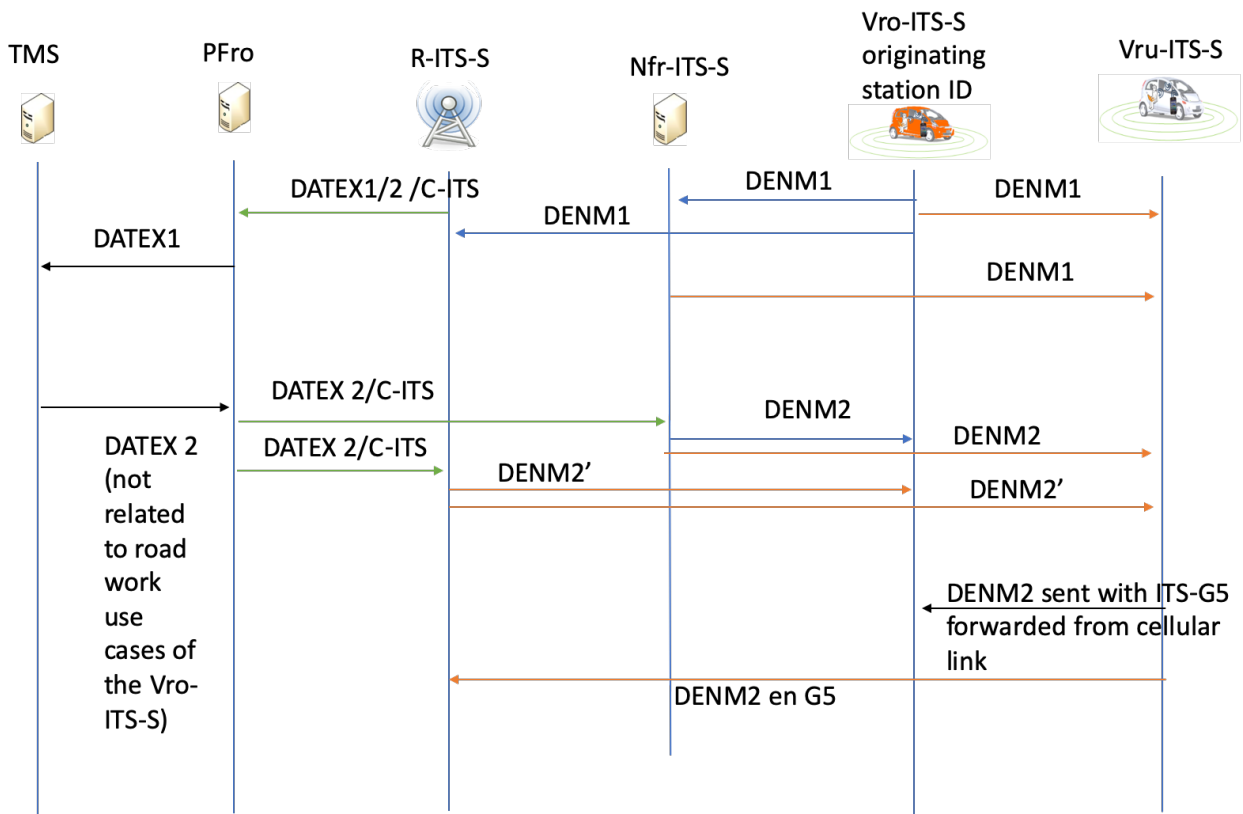 TMS
PFro
R-ITS-S
Nfr-ITS-S
Vro-ITS-S
originating
station ID
Vru-ITS-S
DATEX1/2 /C-ITS
DENM1
DENM1
DENM1
DATEX1
DENM1
DATEX 2/C-ITS
DENM2
DATEX 2
(not
related
to road
work
use
cases of
the Vro-
ITS-S)
DATEX 2/C-ITS
DENM2
DENM2’
DENM2’
DENM2 sent with ITS-G5
forwarded from cellular
link
DENM2 en G5